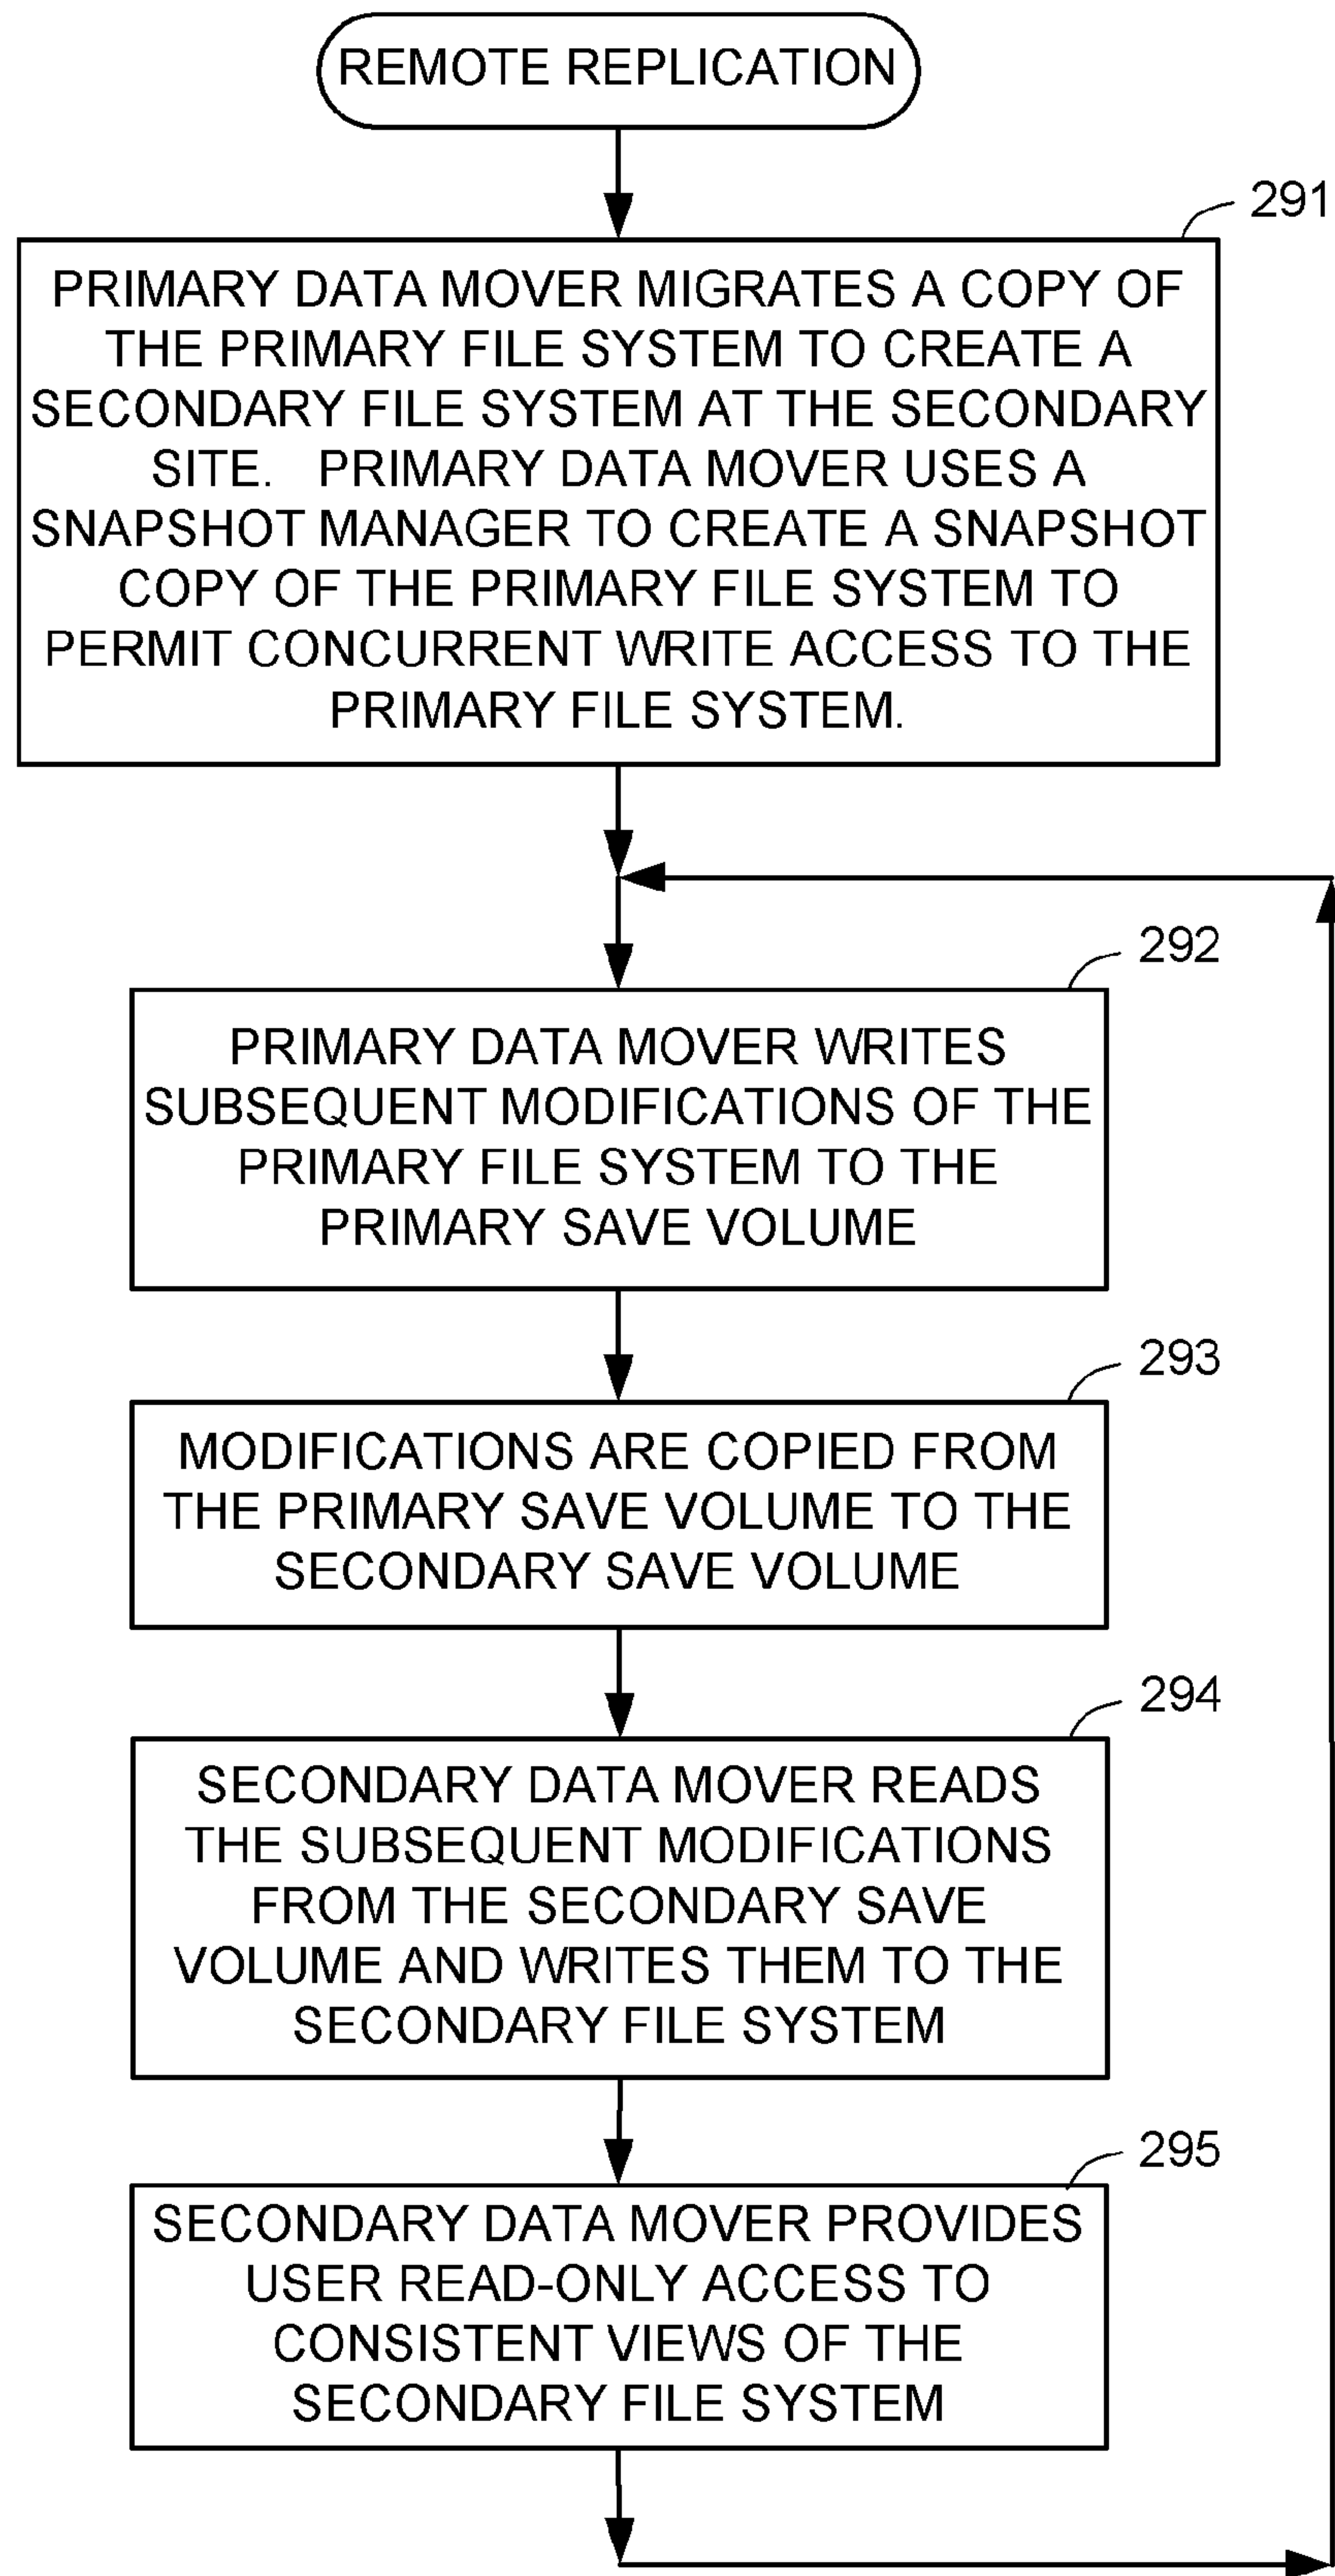 REMOTE REPLICATION
291
PRIMARY DATA MOVER MIGRATES A COPY OF
THE PRIMARY FILE SYSTEM TO CREATE A
SECONDARY FILE SYSTEM AT THE SECONDARY
SITE. PRIMARY DATA MOVER USES A
SNAPSHOT MANAGER TO CREATE A SNAPSHOT
COPY OF THE PRIMARY FILE SYSTEM TO
PERMIT CONCURRENT WRITE ACCESS TO THE
PRIMARY FILE SYSTEM.
292
PRIMARY DATA MOVER WRITES
SUBSEQUENT MODIFICATIONS OF THE
PRIMARY FILE SYSTEM TO THE
PRIMARY SAVE VOLUME
293
MODIFICATIONS ARE COPIED FROM
THE PRIMARY SAVE VOLUME TO THE
SECONDARY SAVE VOLUME
294
SECONDARY DATA MOVER READS
THE SUBSEQUENT MODIFICATIONS
FROM THE SECONDARY SAVE
VOLUME AND WRITES THEM TO THE
SECONDARY FILE SYSTEM
295
SECONDARY DATA MOVER PROVIDES
USER READ-ONLY ACCESS TO
CONSISTENT VIEWS OF THE
SECONDARY FILE SYSTEM